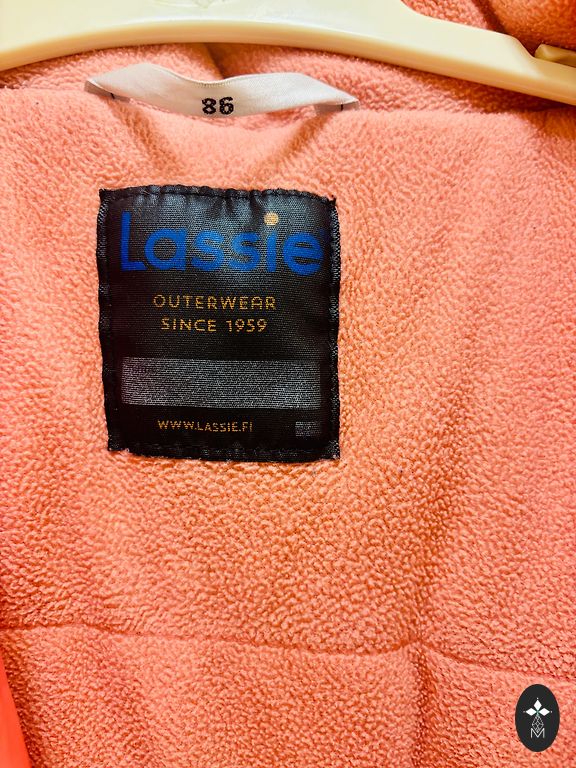 86
Lassie
OUTERWEAR
SINCE 1959
WWW.LASSIE.FI
M